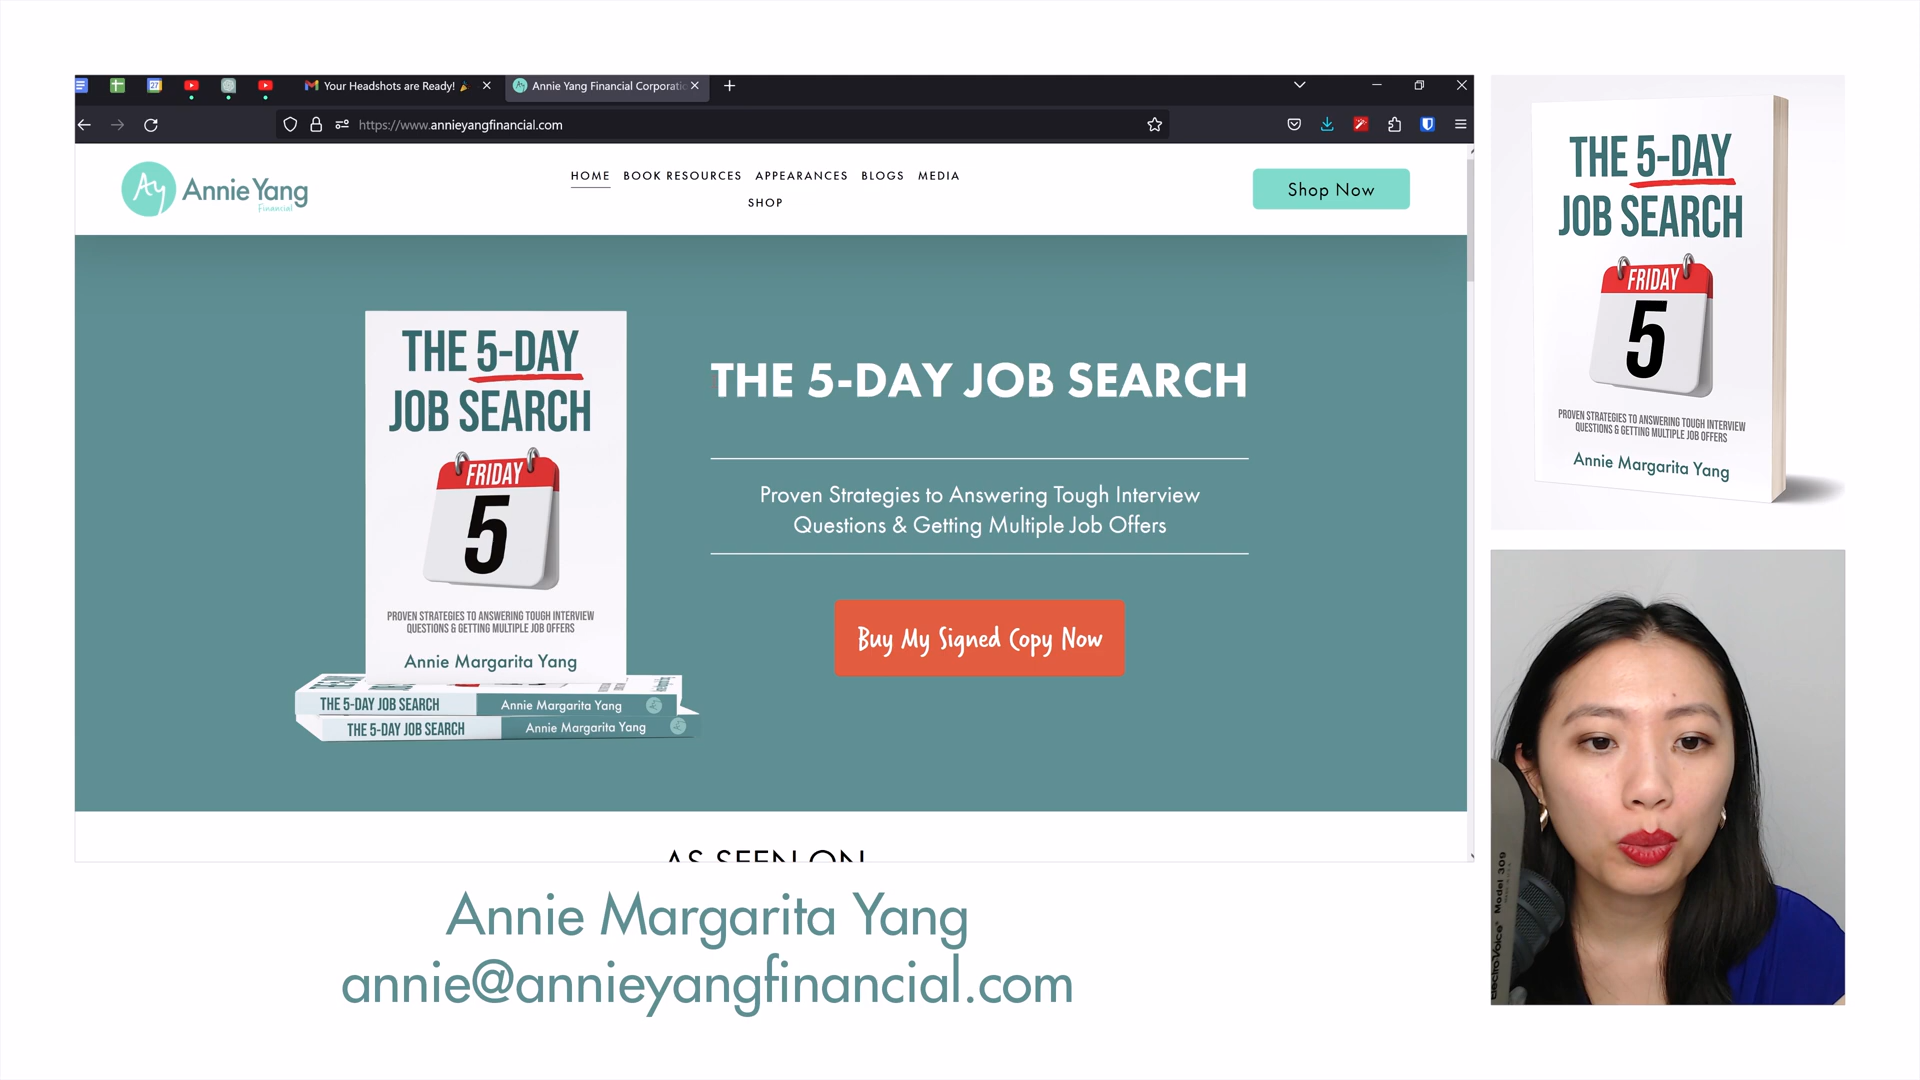 Your Headshots are Ready!
Annie Yang Financial Corporatio
https://www.annieyangfinancial.com
Ay Annie Yang
Financial
HOME BOOK RESOURCES APPEARANCES BLOGS MEDIA
SHOP
Shop Now
THE 5-DAY
JOB SEARCH
FRIDAY
5
PROVEN STRATEGIES TO ANSWERING TOUGH INTERVIEW
QUESTIONS & GETTING MULTIPLE JOB OFFERS
Annie Margarita Yang
THE 5-DAY JOB SEARCH Annie Margarita Yang
THE 5-DAY JOB SEARCH Annie Margarita Yang
THE 5-DAY JOB SEARCH
Proven Strategies to Answering Tough Interview
Questions & Getting Multiple Job Offers
Buy My Signed Copy Now
AS SEEN ON
Annie Margarita Yang
annie@annieyangfinancial.com
THE 5-DAY
JOB SEARCH
FRIDAY
5
PROVEN STRATEGIES TO ANSWERING TOUGH INTERVIEW
QUESTIONS & GETTING MULTIPLE JOB OFFERS
Annie Margarita Yang
ElectroVoice Model 309